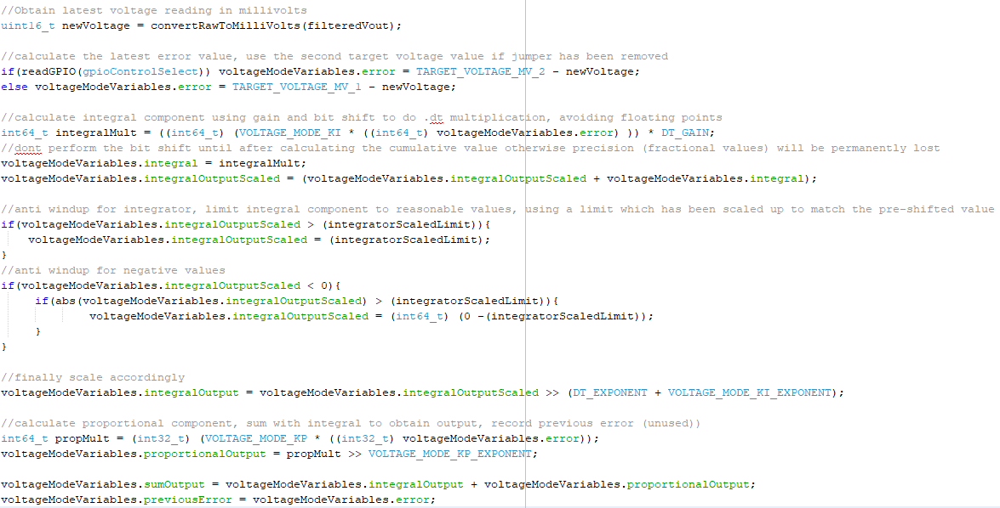 //Obtain latest voltage reading in millivolts
uint16_t newVoltage = convertRawToMilliVolts(filteredVout);
//calculate the latest error value, use the second target voltage value if jumper has been removed
if(readGPIO(gpioControlSelect)) voltageModeVariables.error = TARGET_VOLTAGE_MV_2 - newVoltage;
else voltageModeVariables.error = TARGET_VOLTAGE_MV_1 - newVoltage;
//calculate integral component using gain and bit shift to do .dt multiplication, avoiding floating points
int64_t integralMult = ((int64_t) (VOLTAGE_MODE_KI * ((int64_t) voltageModeVariables.error) )) * DT_GAIN;
//dont perform the bit shift until after calculating the cumulative value otherwise precision (fractional values) will be permanently lost
voltageModeVariables.integral = integralMult;
voltageModeVariables.integralOutputScaled = (voltageModeVariables.integralOutputScaled + voltageModeVariables.integral);
//anti windup for integrator, limit integral component to reasonable values, using a limit which has been scaled up to match the pre-shifted value
if(voltageModeVariables.integralOutputScaled > (integratorScaledLimit)){
voltageModeVariables.integralOutputScaled = (integratorScaledLimit);
}
//anti windup for negative values
if(voltageModeVariables.integralOutputScaled < 0){
if(abs(voltageModeVariables.integralOutputScaled) > (integratorScaledLimit)){
voltageModeVariables.integralOutputScaled = (int64_t) (0 -(integratorScaledLimit));
}
}
//finally scale accordingly
voltageModeVariables.integralOutput = voltageModeVariables.integralOutputScaled >> (DT_EXPONENT + VOLTAGE_MODE_KI_EXPONENT);
//calculate proportional component, sum with integral to obtain output, record previous error (unused))
int64_t propMult = (int32_t) (VOLTAGE_MODE_KP * ((int32_t) voltageModeVariables.error));
voltageModeVariables.proportionalOutput = propMult >> VOLTAGE_MODE_KP_EXPONENT;
voltageModeVariables.sumOutput = voltageModeVariables.integralOutput + voltageModeVariables.proportionalOutput;
voltageModeVariables.previousError = voltageModeVariables.error;